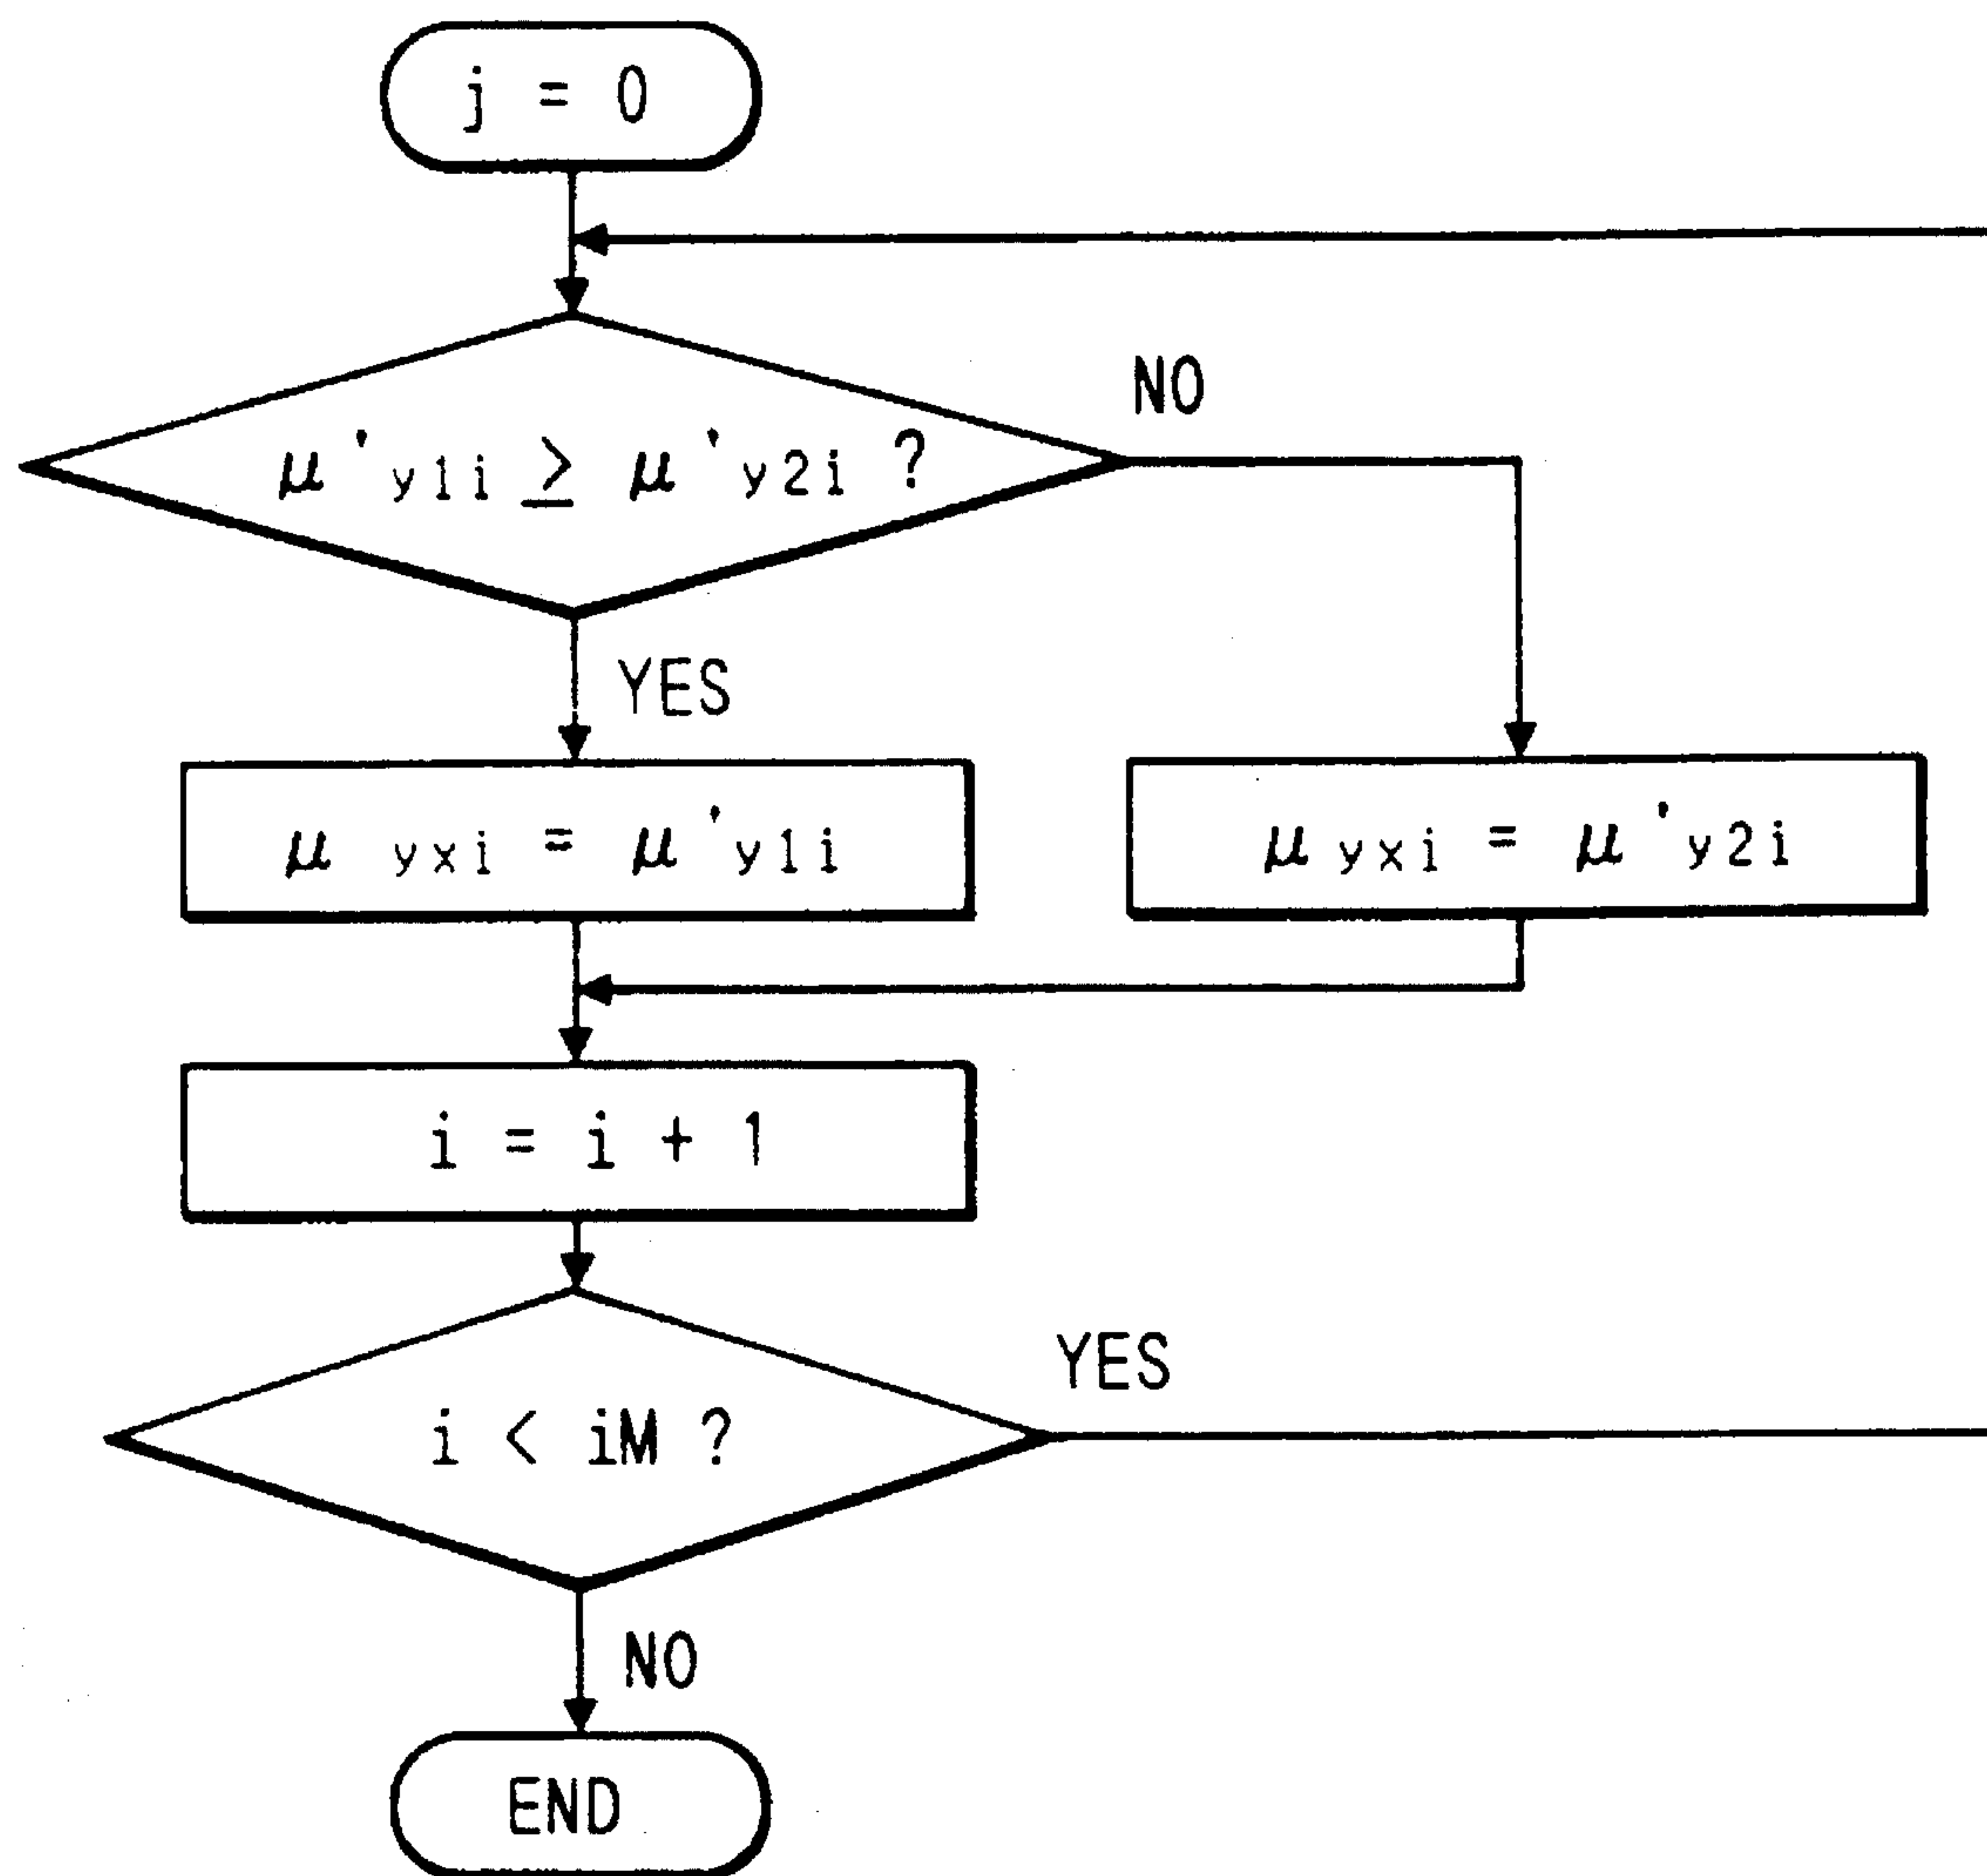 j = 0
μ'y1i ≧ μ'y2i ?
NO
YES
μ yxi = μ'y1i
μ yxi = μ'y2i
i = i + 1
i < iM ?
YES
NO
END